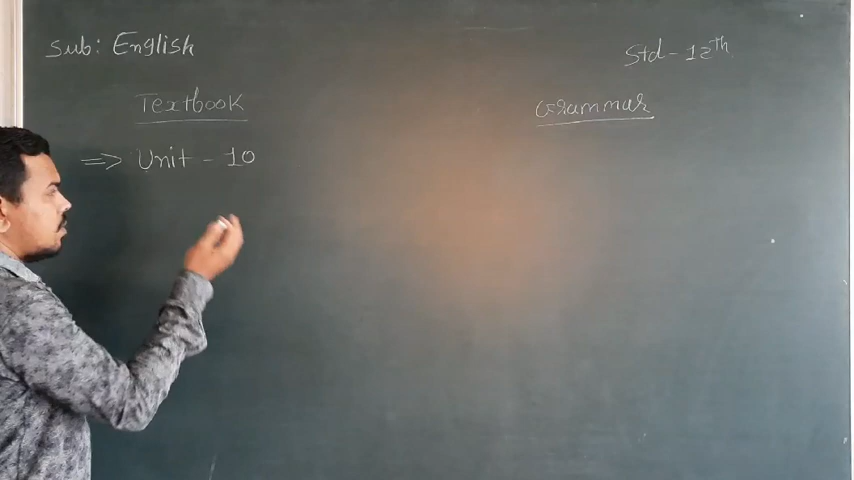 Sub: English
Std - 12th
Textbook
Grammar
=> Unit - 10